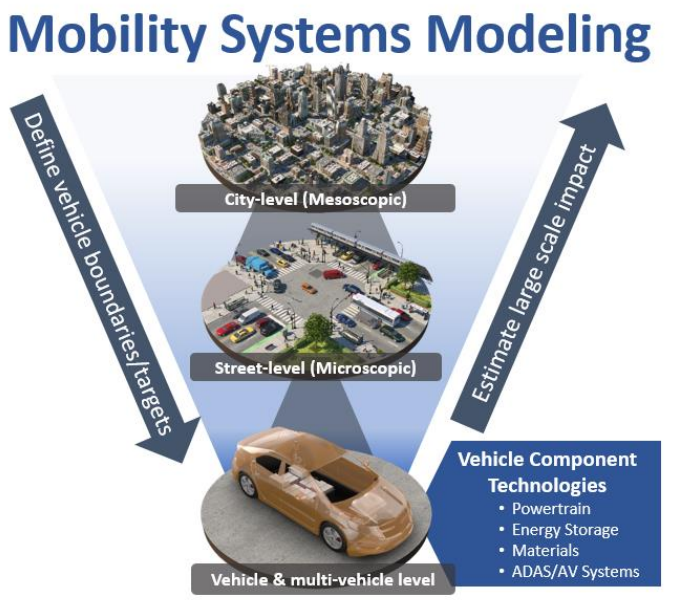 Mobility Systems Modeling
Define vehicle boundaries/targets
City-level (Mesoscopic)
Estimate large scale impact
Street-level (Microscopic)
Vehicle & multi-vehicle level
Vehicle Component
Technologies
• Powertrain
• Energy Storage
• Materials
• ADAS/AV Systems